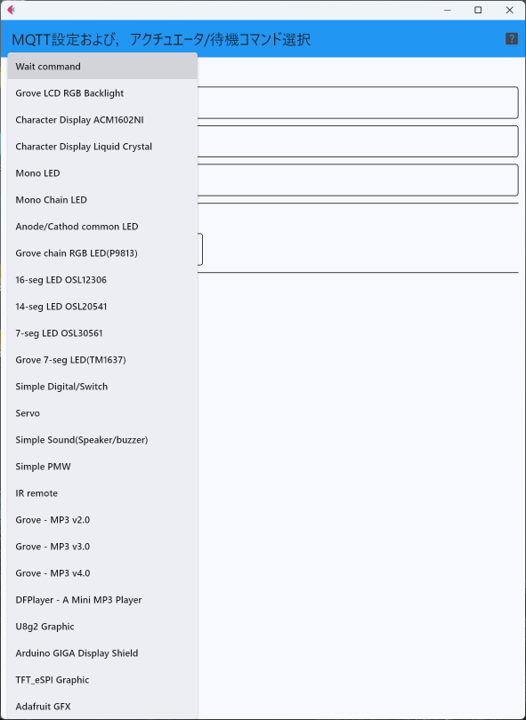 MQTT設定および，アクチュエータ/待機コマンド選択
?
Wait command
Grove LCD RGB Backlight
Character Display ACM1602NI
Character Display Liquid Crystal
Mono LED
Mono Chain LED
Anode/Cathod common LED
Grove chain RGB LED(P9813)
16-seg LED OSL12306
14-seg LED OSL20541
7-seg LED OSL30561
Grove 7-seg LED(TM1637)
Simple Digital/Switch
Servo
Simple Sound(Speaker/buzzer)
Simple PMW
IR remote
Grove - MP3 v2.0
Grove - MP3 v3.0
Grove - MP3 v4.0
DFPlayer - A Mini MP3 Player
U8g2 Graphic
Arduino GIGA Display Shield
TFT_eSPI Graphic
Adafruit GFX